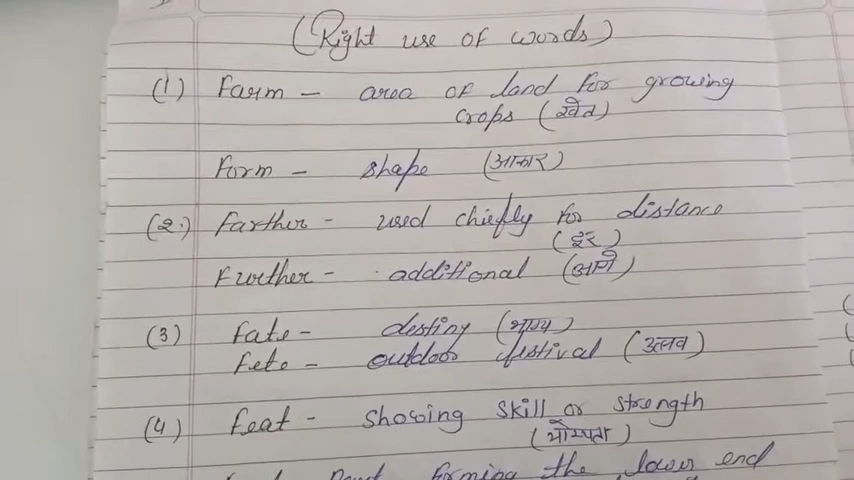 (Right use of words)
(1) Farm - area of land for growing
crops (खेत)
Form - shape (आकार)
(2.) Farther - used chiefly for distance
(दूर)
Further - additional (आगे)
(3) Fate - destiny (भाग्य)
Fete - outdoor festival (उत्सव)
(4) Feat - Showing skill or strength
(योग्यता)
part forming the lower end